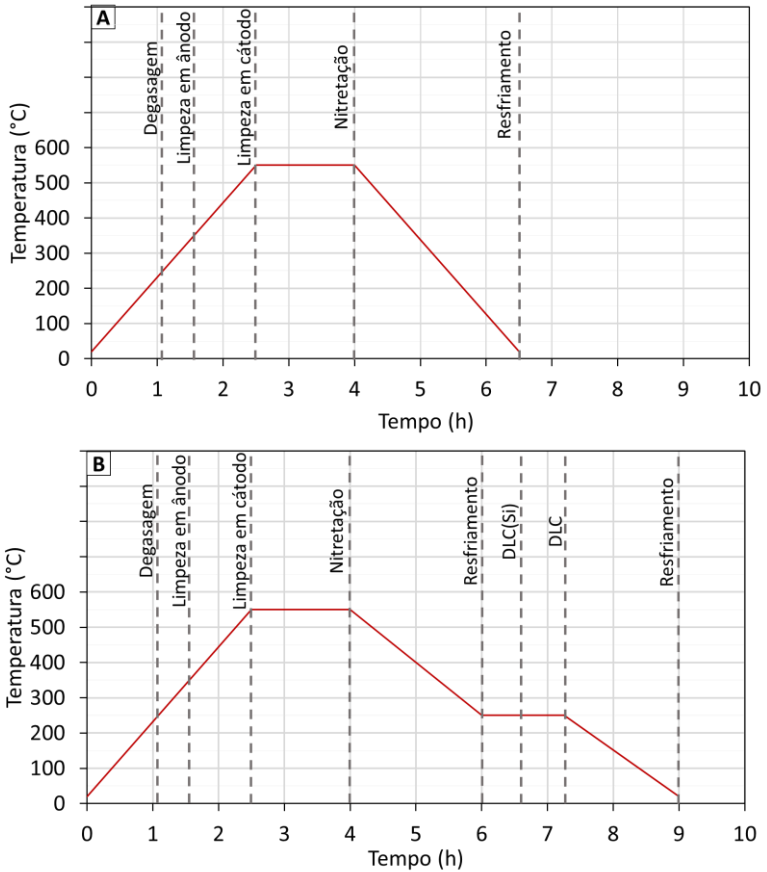 A
Degasagem
Limpeza em ânodo
Limpeza em cátodo
Nitretação
Resfriamento
Temperatura (°C)
600
500
400
300
200
100
0
0 1 2 3 4 5 6 7 8 9 10
Tempo (h)
B
Degasagem
Limpeza em ânodo
Limpeza em cátodo
Nitretação
Resfriamento
DLC(Si)
DLC
Resfriamento
Temperatura (°C)
600
500
400
300
200
100
0
0 1 2 3 4 5 6 7 8 9 10
Tempo (h)